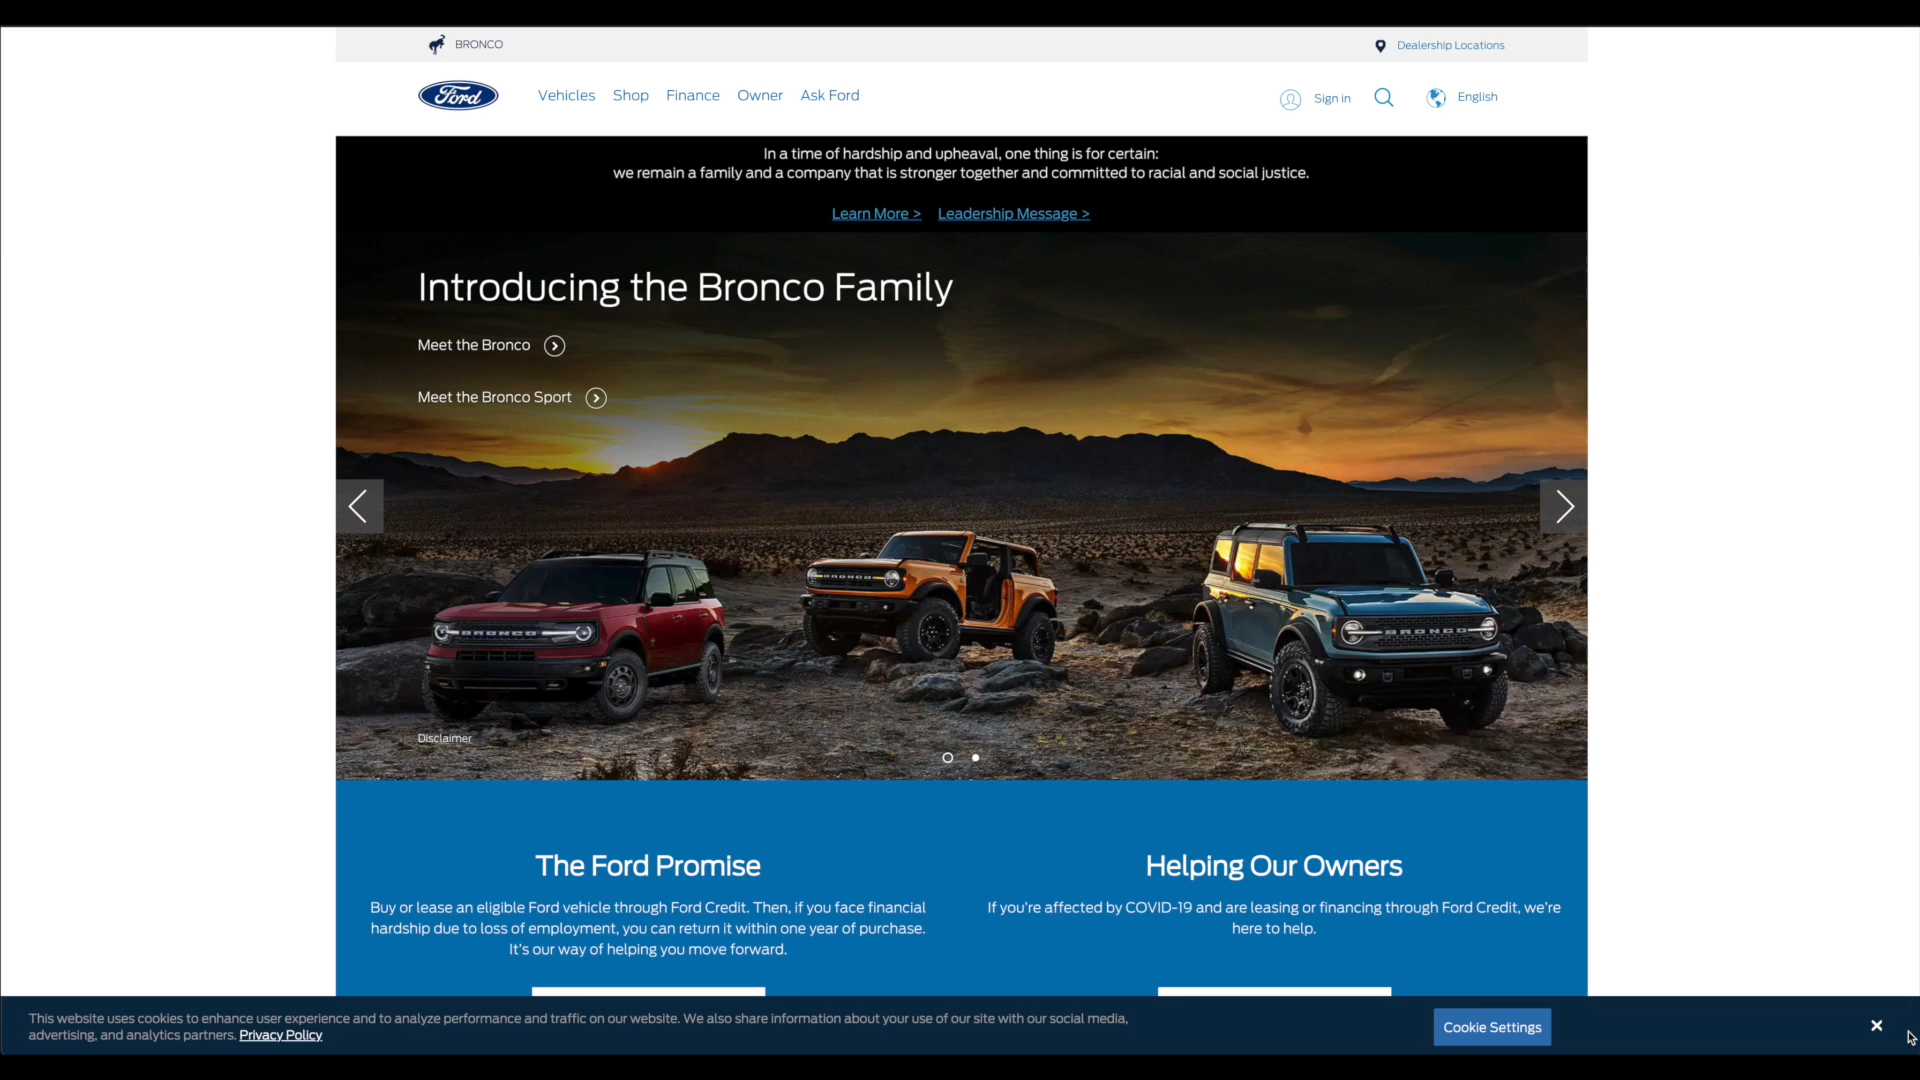 BRONCO
Dealership Locations
Ford
Vehicles
Shop
Finance
Owner
Ask Ford
Sign in
English
In a time of hardship and upheaval, one thing is for certain:
we remain a family and a company that is stronger together and committed to racial and social justice.
Learn More >
Leadership Message >
Introducing the Bronco Family
Meet the Bronco
Meet the Bronco Sport
BRONCO
BRONCO
BRONCO
Disclaimer
The Ford Promise
Buy or lease an eligible Ford vehicle through Ford Credit. Then, if you face financial
hardship due to loss of employment, you can return it within one year of purchase.
It's our way of helping you move forward.
Helping Our Owners
If you're affected by COVID-19 and are leasing or financing through Ford Credit, we're
here to help.
This website uses cookies to enhance user experience and to analyze performance and traffic on our website. We also share information about your use of our site with our social media,
advertising, and analytics partners. Privacy Policy
Cookie Settings